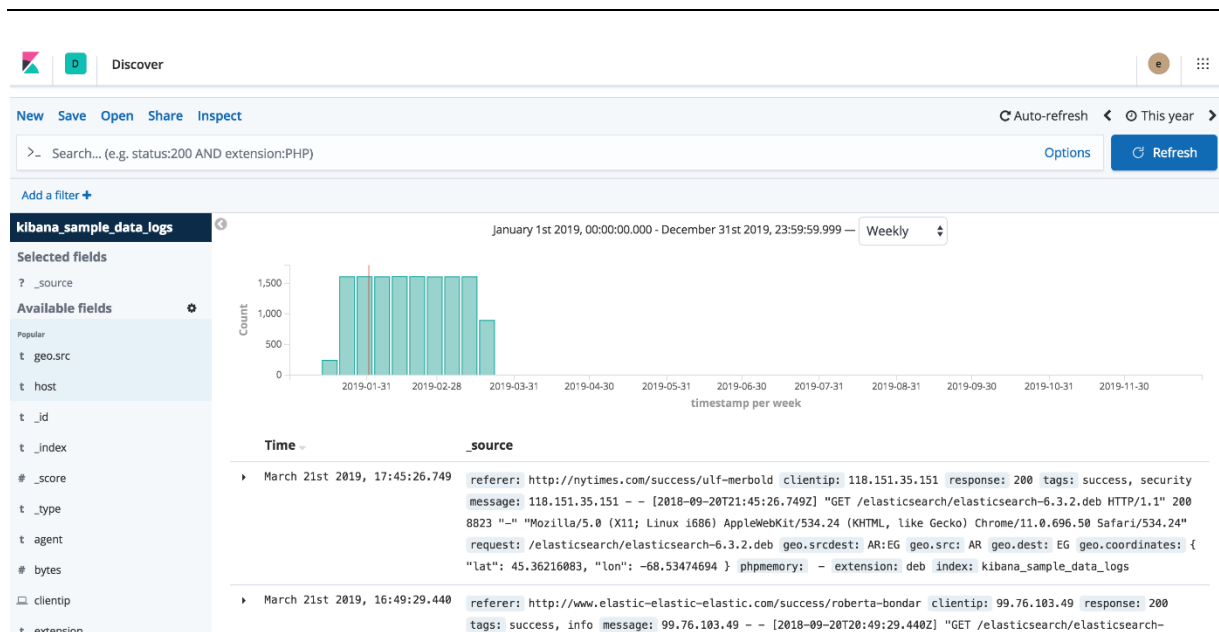 D Discover e
New Save Open Share Inspect Auto-refresh This year
>_ Search... (e.g. status:200 AND extension:PHP) Options Refresh
Add a filter +
kibana_sample_data_logs
Selected fields
? _source
Available fields
Popular
t geo.src
t host
t _id
t _index
# _score
t _type
t agent
# bytes
clientip
t extension
January 1st 2019, 00:00:00.000 - December 31st 2019, 23:59:59.999 — Weekly
Count
1,500
1,000
500
0
2019-01-31 2019-02-28 2019-03-31 2019-04-30 2019-05-31 2019-06-30 2019-07-31 2019-08-31 2019-09-30 2019-10-31 2019-11-30
timestamp per week
Time _source
March 21st 2019, 17:45:26.749 referer: http://nytimes.com/success/ulf-merbold clientip: 118.151.35.151 response: 200 tags: success, security
message: 118.151.35.151 - - [2018-09-20T21:45:26.749Z] "GET /elasticsearch/elasticsearch-6.3.2.deb HTTP/1.1" 200
8823 "-" "Mozilla/5.0 (X11; Linux i686) AppleWebKit/534.24 (KHTML, like Gecko) Chrome/11.0.696.50 Safari/534.24"
request: /elasticsearch/elasticsearch-6.3.2.deb geo.srcdest: AR:EG geo.src: AR geo.dest: EG geo.coordinates: {
"lat": 45.36216083, "lon": -68.53474694 } phpmemory: - extension: deb index: kibana_sample_data_logs
March 21st 2019, 16:49:29.440 referer: http://www.elastic-elastic-elastic.com/success/roberta-bondar clientip: 99.76.103.49 response: 200
tags: success, info message: 99.76.103.49 - - [2018-09-20T20:49:29.440Z] "GET /elasticsearch/elasticsearch-